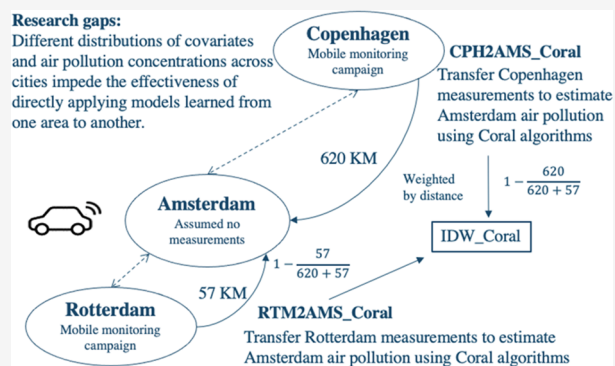 Research gaps:
Different distributions of covariates
and air pollution concentrations across
cities impede the effectiveness of
directly applying models learned from
one area to another.
Copenhagen
Mobile monitoring
campaign
CPH2AMS_Coral
Transfer Copenhagen
measurements to estimate
Amsterdam air pollution
using Coral algorithms
620 KM
Weighted
by distance
1 − 620 / (620 + 57)
Amsterdam
Assumed no
measurements
IDW_Coral
1 − 57 / (620 + 57)
57 KM
Rotterdam
Mobile monitoring
campaign
RTM2AMS_Coral
Transfer Rotterdam measurements to estimate
Amsterdam air pollution using Coral algorithms